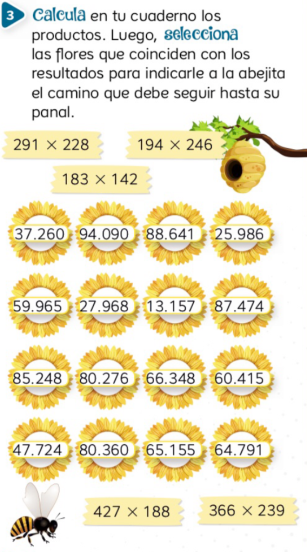 3 Calcula en tu cuaderno los
productos. Luego, selecciona
las flores que coinciden con los
resultados para indicarle a la abejita
el camino que debe seguir hasta su
panal.
291 × 228 194 × 246
183 × 142
37.260 94.090 88.641 25.986
59.965 27.968 13.157 87.474
85.248 80.276 66.348 60.415
47.724 80.360 65.155 64.791
427 × 188 366 × 239